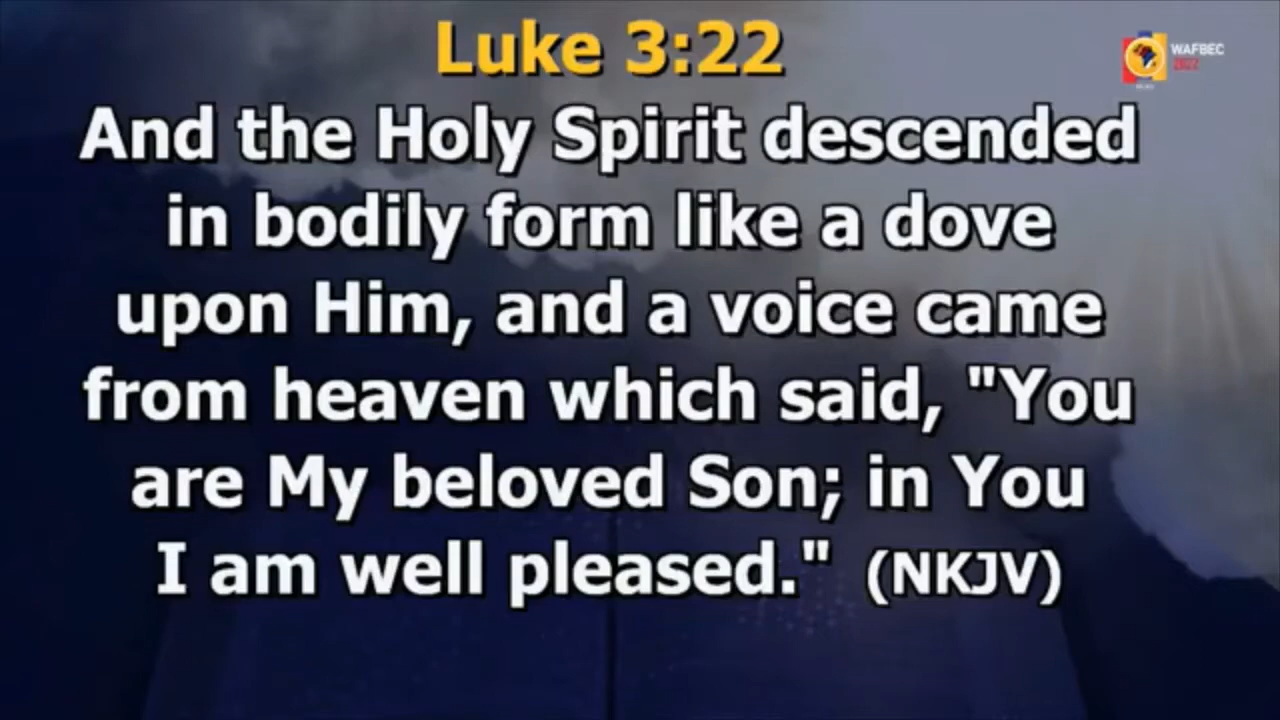 Luke 3:22
WAFBEC
2022
And the Holy Spirit descended
in bodily form like a dove
upon Him, and a voice came
from heaven which said, "You
are My beloved Son; in You
I am well pleased." (NKJV)